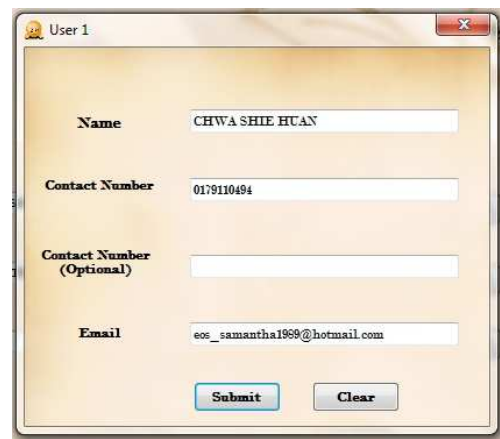 User 1
Name
CHWA SHIE HUAN
Contact Number
0179110494
Contact Number
(Optional)
Email
eos_samantha1989@hotmail.com
Submit
Clear